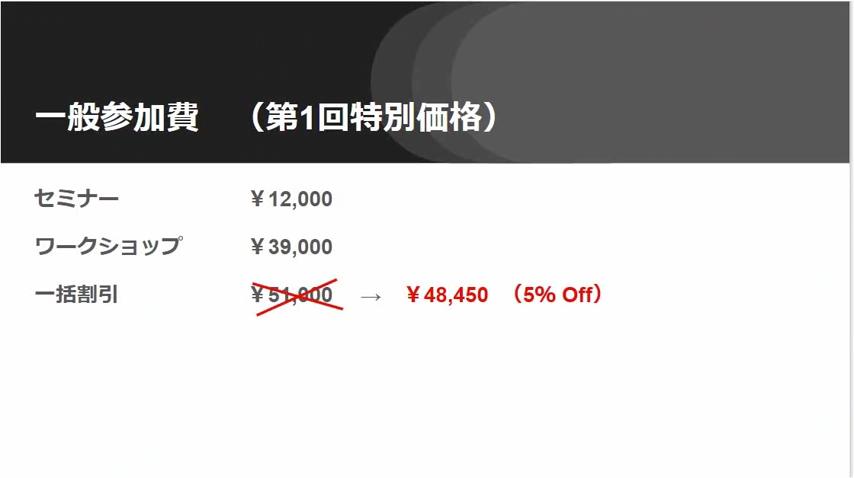 一般参加費 （第1回特別価格）
セミナー ￥12,000
ワークショップ ￥39,000
一括割引 ￥51,000 → ￥48,450 （5% Off）